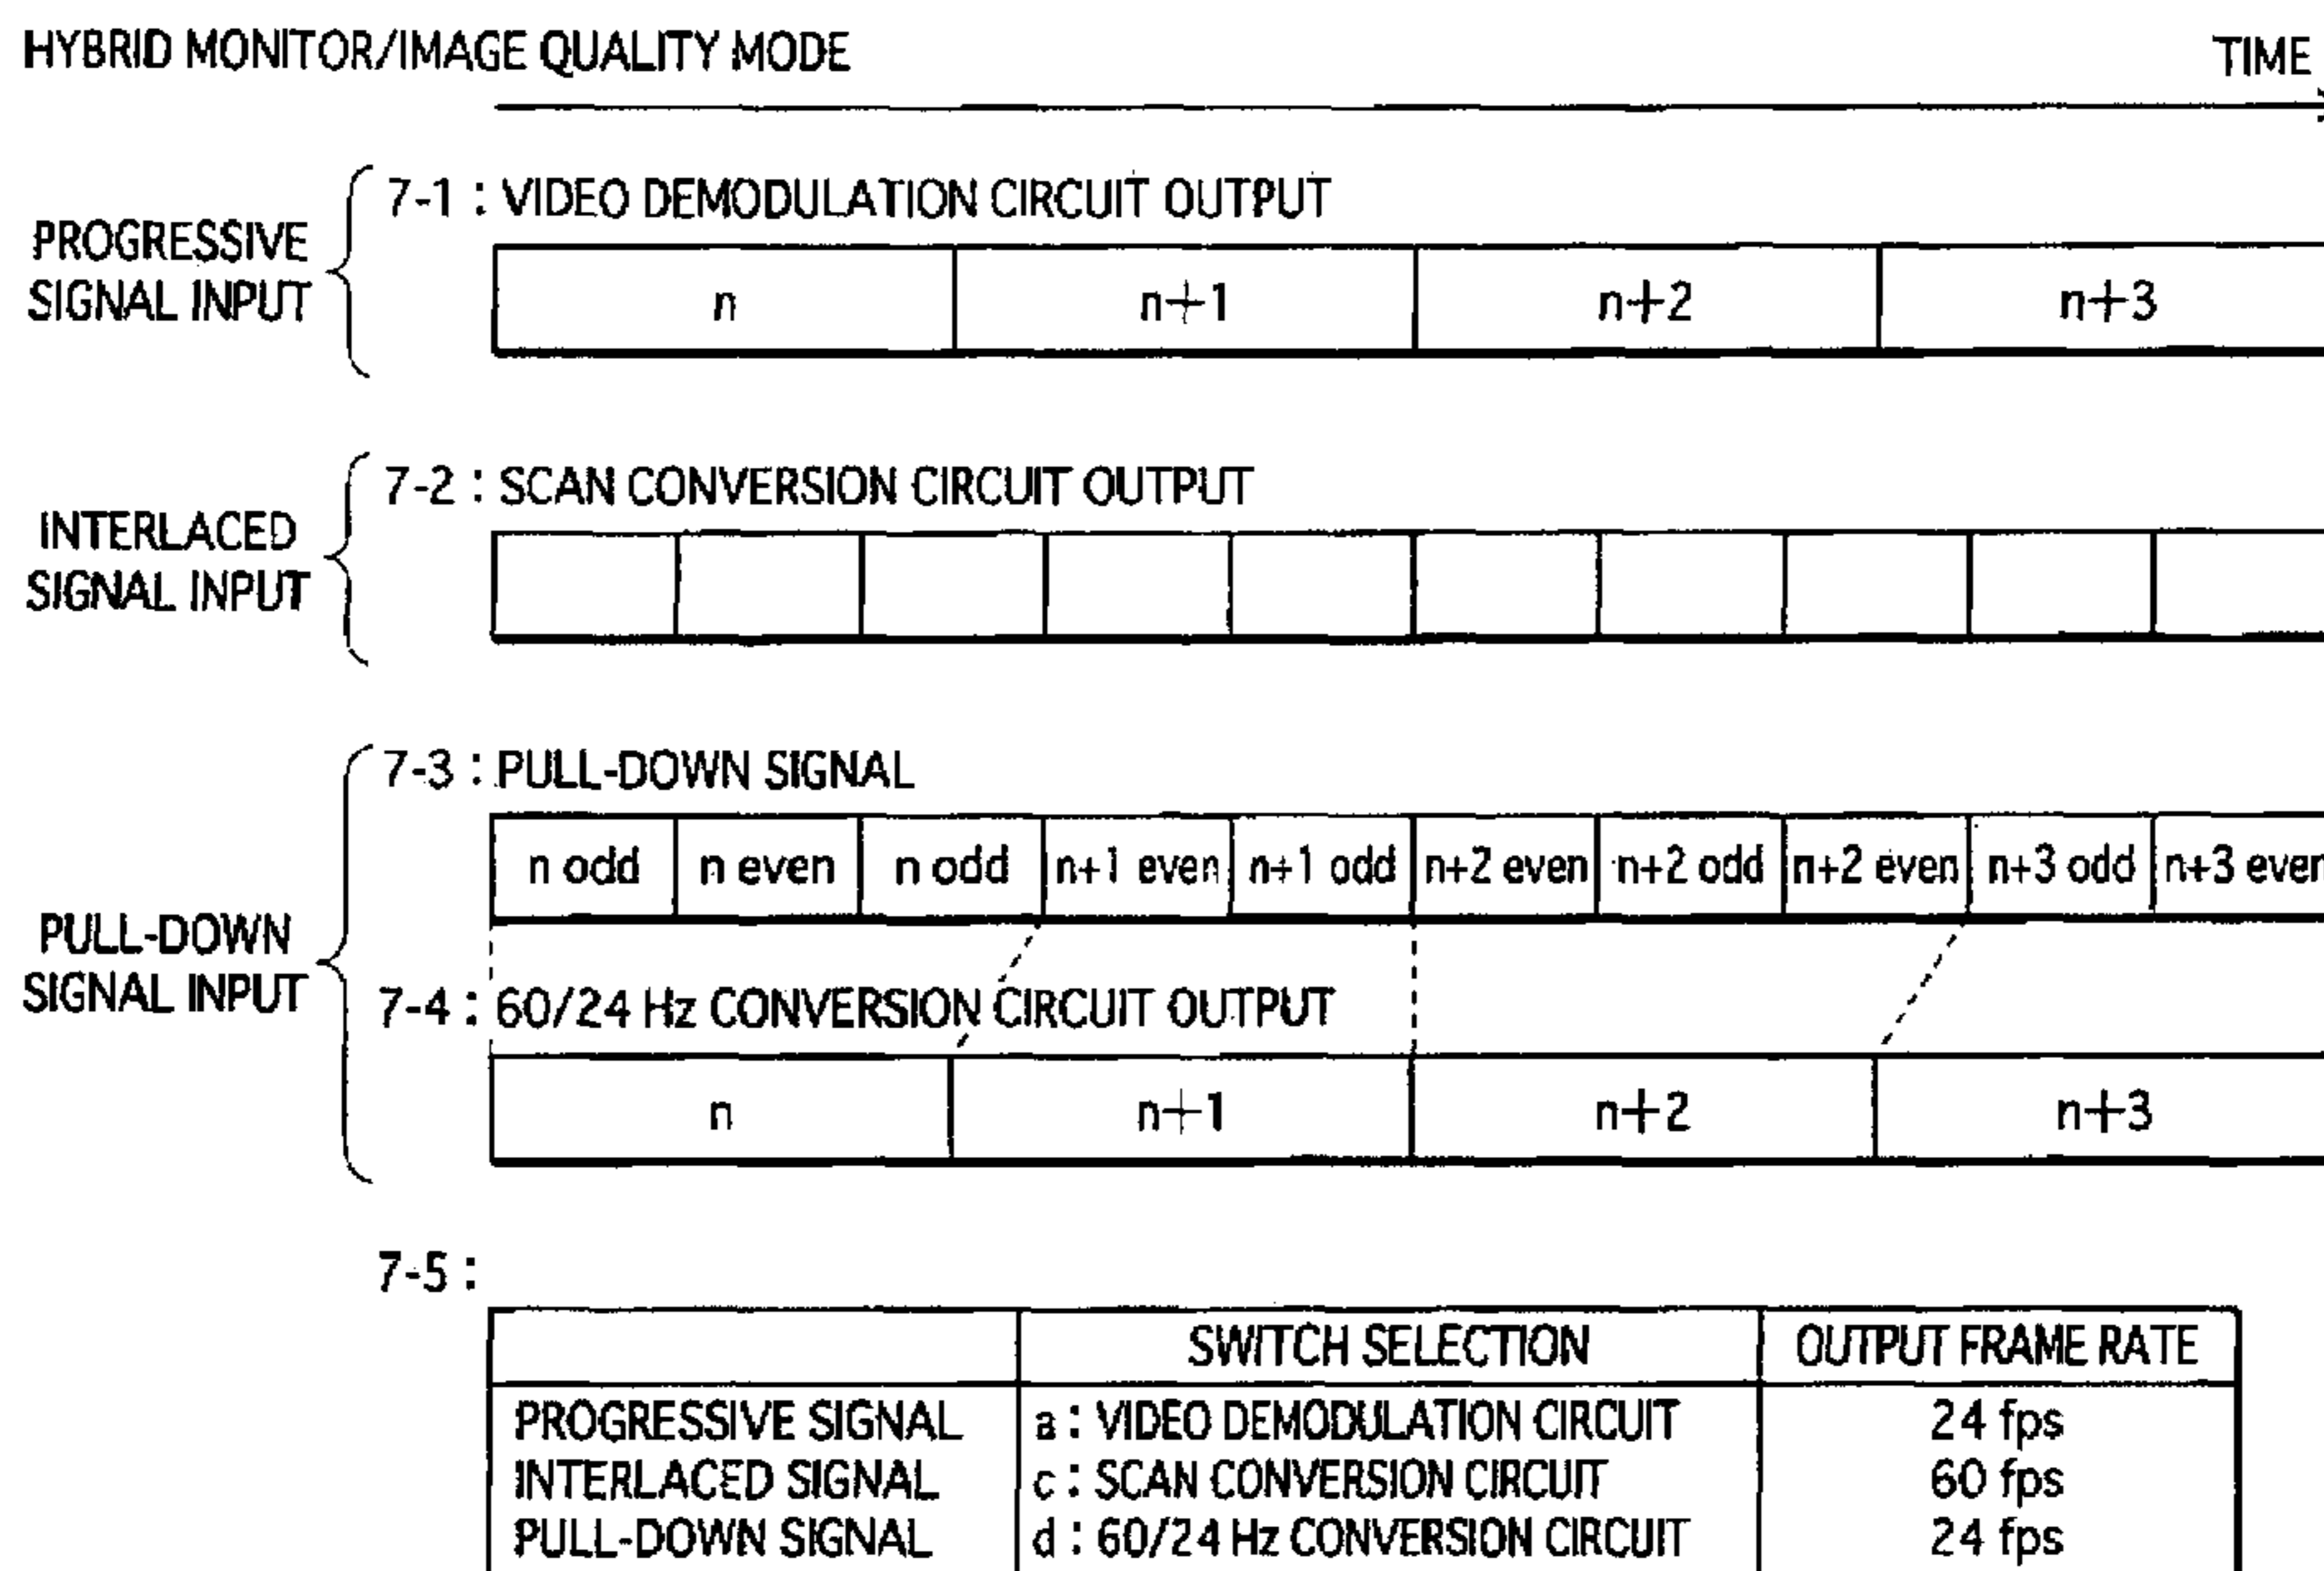 HYBRID MONITOR/IMAGE QUALITY MODE
TIME
PROGRESSIVE
SIGNAL INPUT
7-1 : VIDEO DEMODULATION CIRCUIT OUTPUT
n n+1 n+2 n+3
INTERLACED
SIGNAL INPUT
7-2 : SCAN CONVERSION CIRCUIT OUTPUT
PULL-DOWN
SIGNAL INPUT
7-3 : PULL-DOWN SIGNAL
n odd n even n odd n+1 even n+1 odd n+2 even n+2 odd n+2 even n+3 odd n+3 even
7-4 : 60/24 Hz CONVERSION CIRCUIT OUTPUT
n n+1 n+2 n+3
7-5 :
SWITCH SELECTION OUTPUT FRAME RATE
PROGRESSIVE SIGNAL a : VIDEO DEMODULATION CIRCUIT 24 fps
INTERLACED SIGNAL c : SCAN CONVERSION CIRCUIT 60 fps
PULL-DOWN SIGNAL d : 60/24 Hz CONVERSION CIRCUIT 24 fps